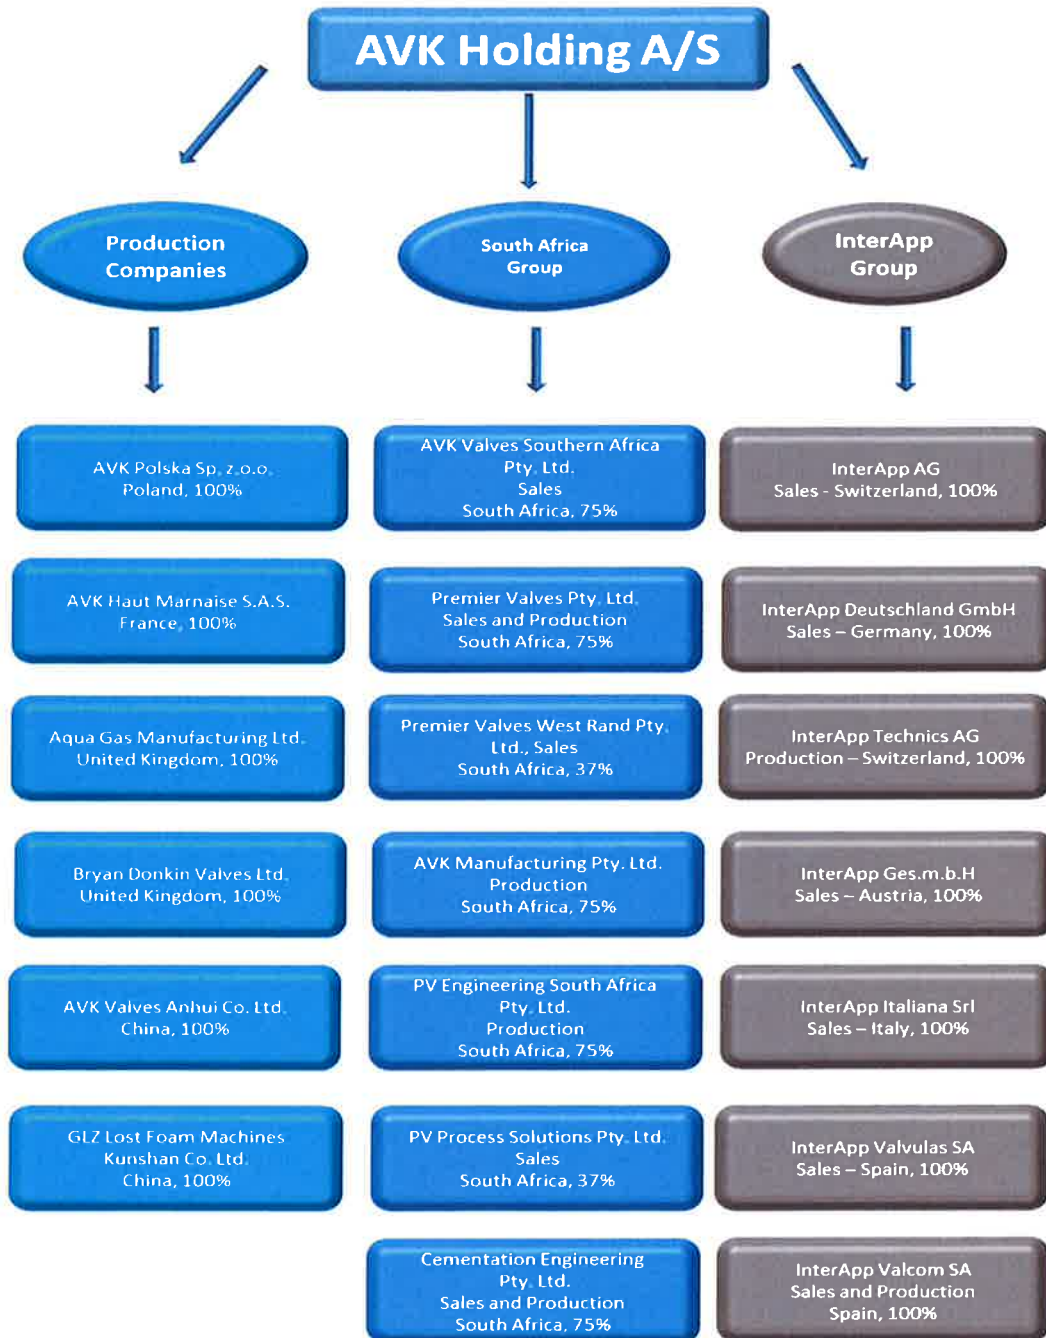 AVK Holding A/S
Production
Companies
South Africa
Group
InterApp
Group
AVK Polska Sp. z.o.o.
Poland, 100%
AVK Haut Marnaise S.A.S.
France, 100%
Aqua Gas Manufacturing Ltd.
United Kingdom, 100%
Bryan Donkin Valves Ltd.
United Kingdom, 100%
AVK Valves Anhui Co. Ltd.
China, 100%
GLZ Lost Foam Machines
Kunshan Co. Ltd.
China, 100%
AVK Valves Southern Africa
Pty. Ltd.
Sales
South Africa, 75%
Premier Valves Pty. Ltd.
Sales and Production
South Africa, 75%
Premier Valves West Rand Pty.
Ltd., Sales
South Africa, 37%
AVK Manufacturing Pty. Ltd.
Production
South Africa, 75%
PV Engineering South Africa
Pty. Ltd.
Production
South Africa, 75%
PV Process Solutions Pty. Ltd.
Sales
South Africa, 37%
Cementation Engineering
Pty. Ltd.
Sales and Production
South Africa, 75%
InterApp AG
Sales - Switzerland, 100%
InterApp Deutschland GmbH
Sales – Germany, 100%
InterApp Technics AG
Production – Switzerland, 100%
InterApp Ges.m.b.H
Sales – Austria, 100%
InterApp Italiana Srl
Sales – Italy, 100%
InterApp Valvulas SA
Sales – Spain, 100%
InterApp Valcom SA
Sales and Production
Spain, 100%